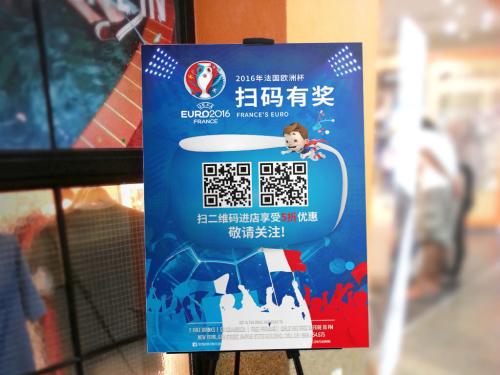 2016年法国欧洲杯
扫码有奖
FRANCE'S EURO
UEFA
EURO2016
FRANCE
扫二维码进店享受5折优惠
敬请关注!